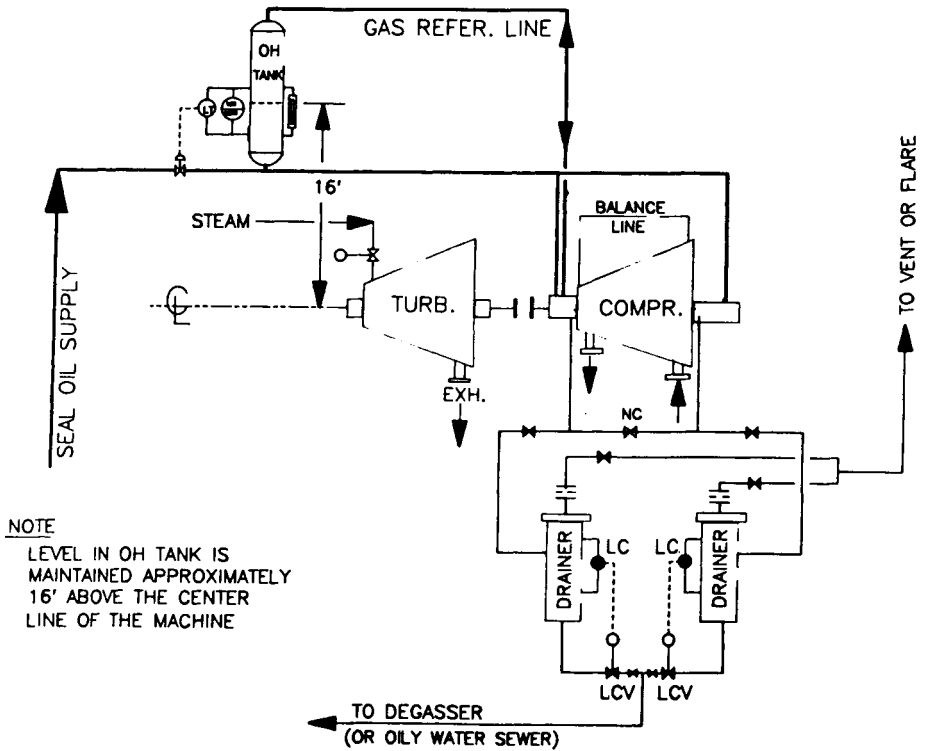 GAS REFER. LINE
OH
TANK
LT
16'
STEAM
BALANCE
LINE
TO VENT OR FLARE
SEAL OIL SUPPLY
CL
TURB.
COMPR.
EXH.
NC
NOTE
LEVEL IN OH TANK IS
MAINTAINED APPROXIMATELY
16' ABOVE THE CENTER
LINE OF THE MACHINE
LC
LC
DRAINER
DRAINER
LCV
LCV
TO DEGASSER
(OR OILY WATER SEWER)